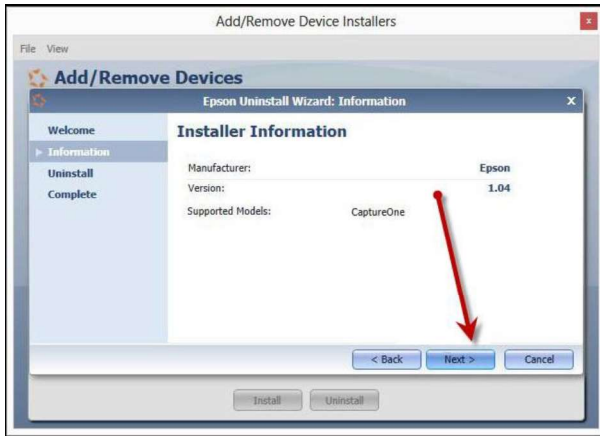 Add/Remove Device Installers
x
File View
Add/Remove Devices
Epson Uninstall Wizard: Information
X
Welcome
Information
Uninstall
Complete
Installer Information
Manufacturer: Epson
Version: 1.04
Supported Models: CaptureOne
< Back Next > Cancel
Install Uninstall